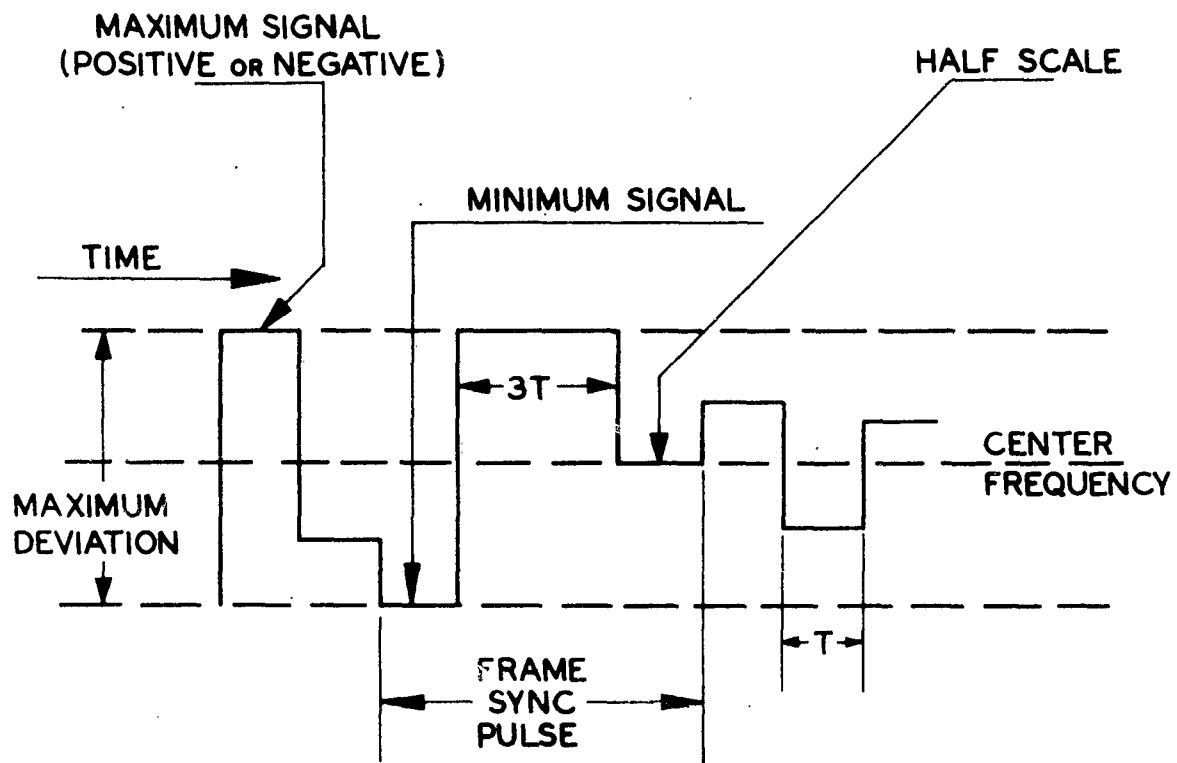 MAXIMUM SIGNAL
(POSITIVE OR NEGATIVE)
HALF SCALE
MINIMUM SIGNAL
TIME
3T
CENTER
FREQUENCY
MAXIMUM
DEVIATION
T
FRAME
SYNC
PULSE